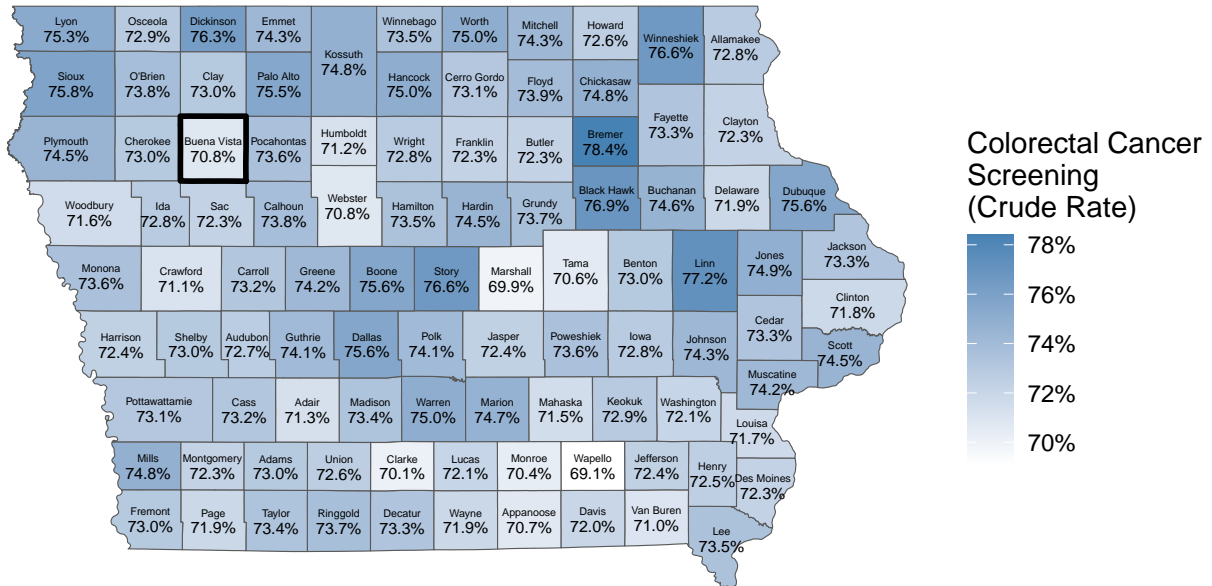 Lyon
75.3%
Osceola
72.9%
Dickinson
76.3%
Emmet
74.3%
Winnebago
73.5%
Worth
75.0%
Mitchell
74.3%
Howard
72.6%
Winneshiek
76.6%
Allamakee
72.8%
Kossuth
74.8%
Sioux
75.8%
O'Brien
73.8%
Clay
73.0%
Palo Alto
75.5%
Hancock
75.0%
Cerro Gordo
73.1%
Floyd
73.9%
Chickasaw
74.8%
Fayette
73.3%
Clayton
72.3%
Plymouth
74.5%
Cherokee
73.0%
Buena Vista
70.8%
Pocahontas
73.6%
Humboldt
71.2%
Wright
72.8%
Franklin
72.3%
Butler
72.3%
Bremer
78.4%
Woodbury
71.6%
Ida
72.8%
Sac
72.3%
Calhoun
73.8%
Webster
70.8%
Hamilton
73.5%
Hardin
74.5%
Grundy
73.7%
Black Hawk
76.9%
Buchanan
74.6%
Delaware
71.9%
Dubuque
75.6%
Monona
73.6%
Crawford
71.1%
Carroll
73.2%
Greene
74.2%
Boone
75.6%
Story
76.6%
Marshall
69.9%
Tama
70.6%
Benton
73.0%
Linn
77.2%
Jones
74.9%
Jackson
73.3%
Clinton
71.8%
Harrison
72.4%
Shelby
73.0%
Audubon
72.7%
Guthrie
74.1%
Dallas
75.6%
Polk
74.1%
Jasper
72.4%
Poweshiek
73.6%
Iowa
72.8%
Johnson
74.3%
Cedar
73.3%
Scott
74.5%
Muscatine
74.2%
Pottawattamie
73.1%
Cass
73.2%
Adair
71.3%
Madison
73.4%
Warren
75.0%
Marion
74.7%
Mahaska
71.5%
Keokuk
72.9%
Washington
72.1%
Louisa
71.7%
Mills
74.8%
Montgomery
72.3%
Adams
73.0%
Union
72.6%
Clarke
70.1%
Lucas
72.1%
Monroe
70.4%
Wapello
69.1%
Jefferson
72.4%
Henry
72.5%
Des Moines
72.3%
Fremont
73.0%
Page
71.9%
Taylor
73.4%
Ringgold
73.7%
Decatur
73.3%
Wayne
71.9%
Appanoose
70.7%
Davis
72.0%
Van Buren
71.0%
Lee
73.5%
Colorectal Cancer
Screening
(Crude Rate)
78%
76%
74%
72%
70%